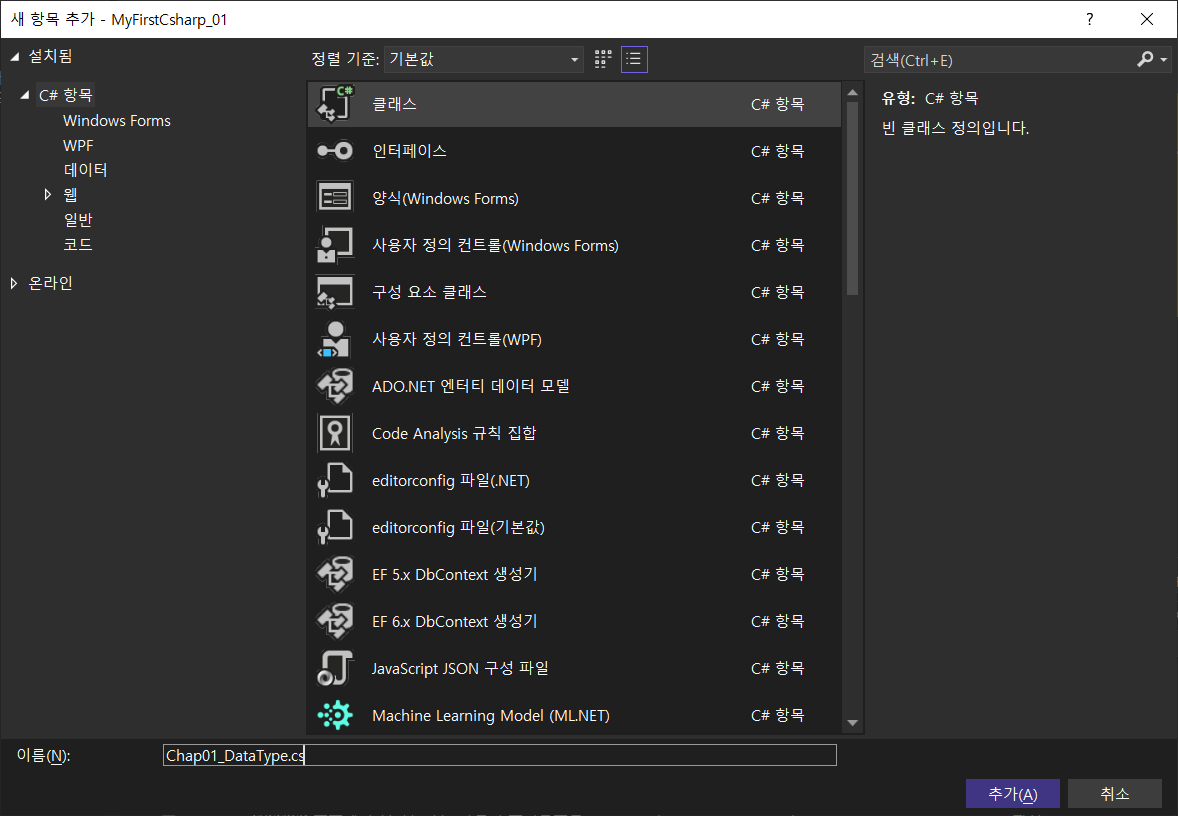 새 항목 추가 - MyFirstCsharp_01
?
설치됨
정렬 기준: 기본값
검색(Ctrl+E)
C# 항목
Windows Forms
WPF
데이터
웹
일반
코드
온라인
클래스 C# 항목
인터페이스 C# 항목
양식(Windows Forms) C# 항목
사용자 정의 컨트롤(Windows Forms) C# 항목
구성 요소 클래스 C# 항목
사용자 정의 컨트롤(WPF) C# 항목
ADO.NET 엔터티 데이터 모델 C# 항목
Code Analysis 규칙 집합 C# 항목
editorconfig 파일(.NET) C# 항목
editorconfig 파일(기본값) C# 항목
EF 5.x DbContext 생성기 C# 항목
EF 6.x DbContext 생성기 C# 항목
JavaScript JSON 구성 파일 C# 항목
Machine Learning Model (ML.NET) C# 항목
유형: C# 항목
빈 클래스 정의입니다.
이름(N): Chap01_DataType.cs
추가(A) 취소